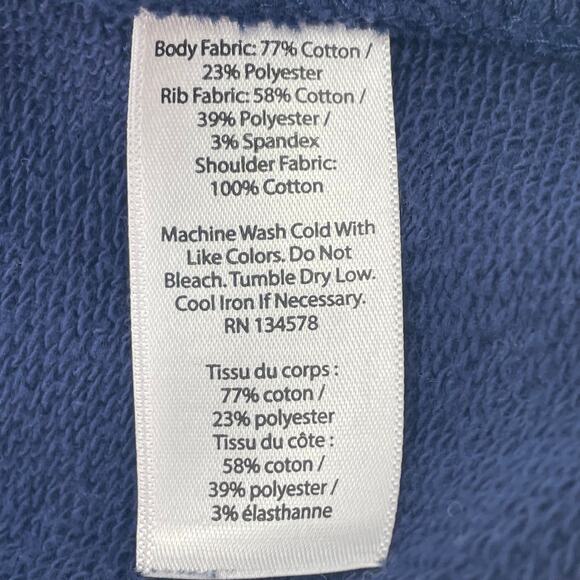 Body Fabric: 77% Cotton /
23% Polyester
Rib Fabric: 58% Cotton /
39% Polyester /
3% Spandex
Shoulder Fabric:
100% Cotton
Machine Wash Cold With
Like Colors. Do Not
Bleach. Tumble Dry Low.
Cool Iron If Necessary.
RN 134578
Tissu du corps :
77% coton /
23% polyester
Tissu du côte :
58% coton /
39% polyester /
3% élasthanne